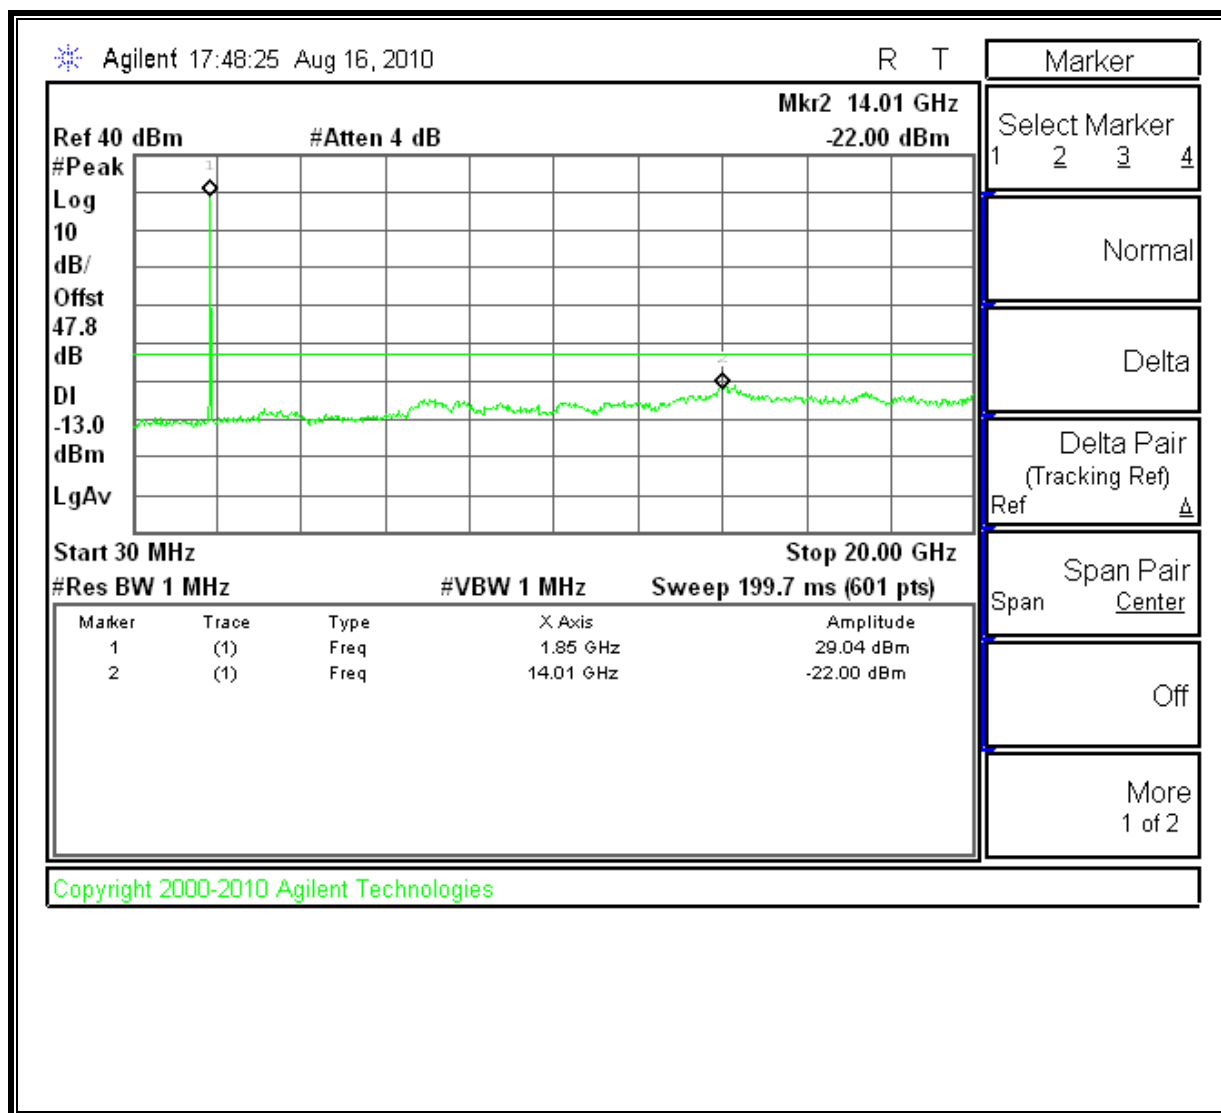 Agilent 17:48:25 Aug 16, 2010 R T
Mkr2 14.01 GHz
Ref 40 dBm #Atten 4 dB -22.00 dBm
#Peak
Log
10
dB/
Offst
47.8
dB
DI
-13.0
dBm
LgAv
1
2
Start 30 MHz Stop 20.00 GHz
#Res BW 1 MHz #VBW 1 MHz Sweep 199.7 ms (601 pts)
Marker Trace Type X Axis Amplitude
1 (1) Freq 1.85 GHz 29.04 dBm
2 (1) Freq 14.01 GHz -22.00 dBm
Marker
Select Marker
1 2 3 4
Normal
Delta
Delta Pair
(Tracking Ref)
Ref Δ
Span Pair
Span Center
Off
More
1 of 2
Copyright 2000-2010 Agilent Technologies